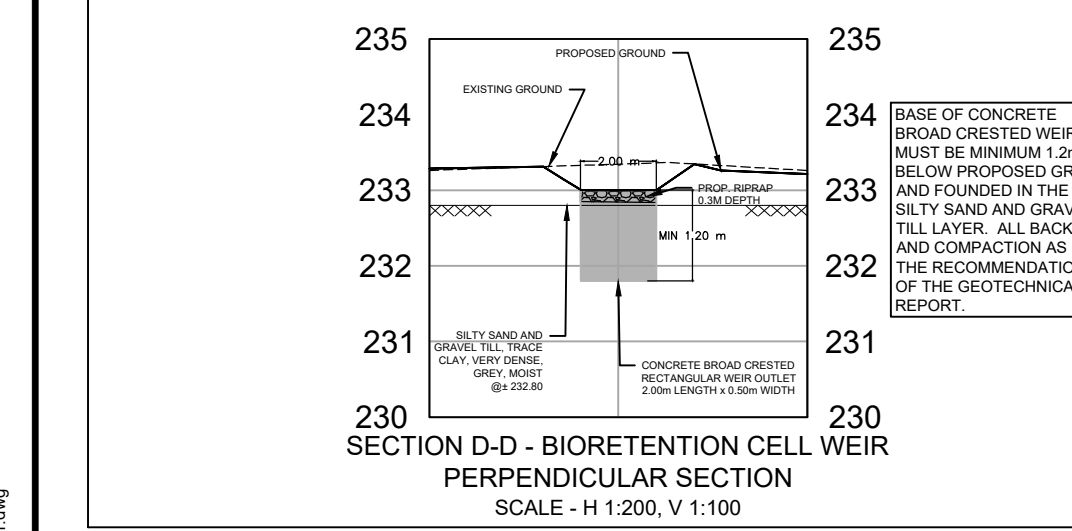 235
235
PROPOSED GROUND
EXISTING GROUND
234
234
BASE OF CONCRETE
BROAD CRESTED WEIR
MUST BE MINIMUM 1.2m
BELOW PROPOSED GR
AND FOUNDED IN THE
SILTY SAND AND GRAV
TILL LAYER. ALL BACK
AND COMPACTION AS
THE RECOMMENDATIO
OF THE GEOTECHNICA
REPORT.
2.00 m
233
233
PROP. RIPRAP
0.3M DEPTH
MIN 1.20 m
232
232
231
231
SILTY SAND AND
GRAVEL TILL, TRACE
CLAY, VERY DENSE,
GREY, MOIST
@± 232.80
CONCRETE BROAD CRESTED
RECTANGULAR WEIR OUTLET
2.00m LENGTH x 0.50m WIDTH
230
230
SECTION D-D - BIORETENTION CELL WEIR
PERPENDICULAR SECTION
SCALE - H 1:200, V 1:100
.dwg